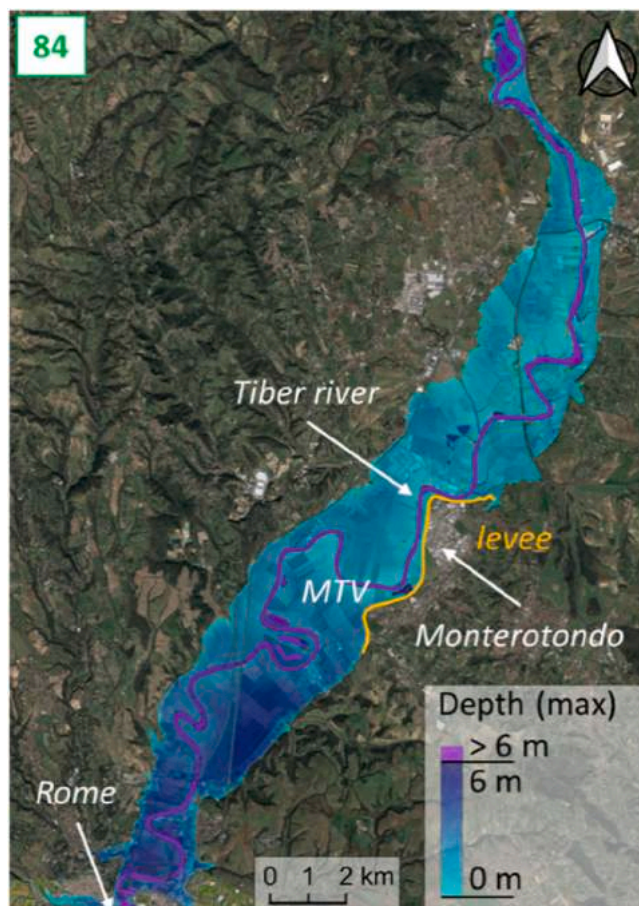 84
Tiber river
levee
MTV
Monterotondo
Depth (max)
> 6 m
6 m
Rome
0 1 2 km
0 m